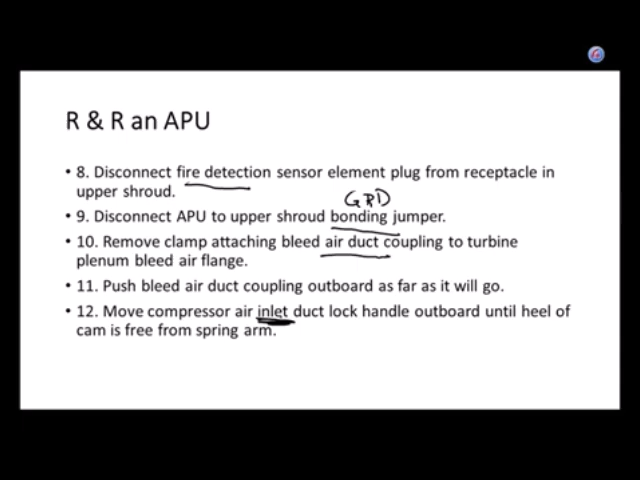 R & R an APU
• 8. Disconnect fire detection sensor element plug from receptacle in
upper shroud.
GRD
• 9. Disconnect APU to upper shroud bonding jumper.
• 10. Remove clamp attaching bleed air duct coupling to turbine
plenum bleed air flange.
• 11. Push bleed air duct coupling outboard as far as it will go.
• 12. Move compressor air inlet duct lock handle outboard until heel of
cam is free from spring arm.